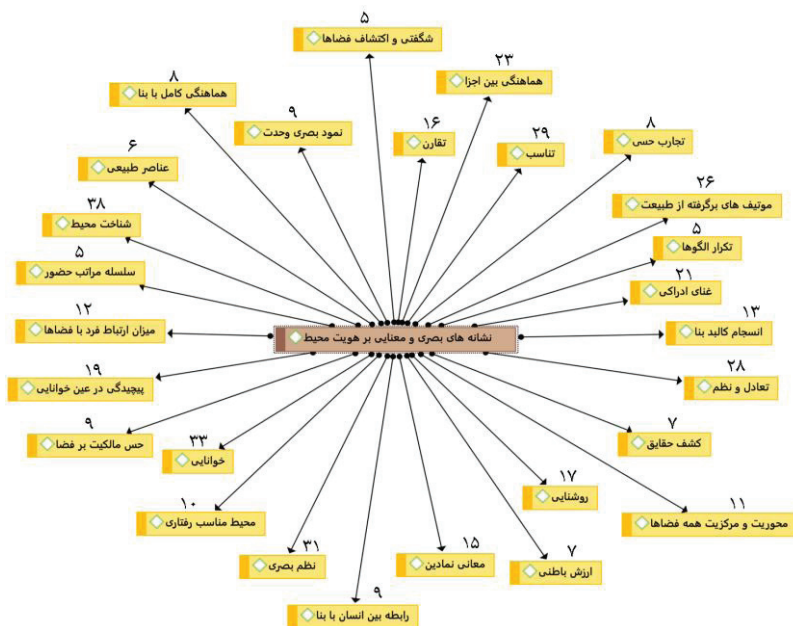 ۵
شگفتی و اکتشاف فضاها
۲۳
هماهنگی بین اجزا
۸
هماهنگی کامل با بنا
۹
نمود بصری وحدت
۱۶
تقارن
۲۹
تناسب
۸
تجارب حسی
۶
عناصر طبیعی
۲۶
موتیف های برگرفته از طبیعت
۳۸
شناخت محیط
۵
تکرار الگوها
۵
سلسله مراتب حضور
۲۱
غنای ادراکی
۱۲
میزان ارتباط فرد با فضاها
نشانه های بصری و معنایی بر هویت محیط
۱۳
انسجام کالبد بنا
۱۹
پیچیدگی در عین خوانایی
۲۸
تعادل و نظم
۹
حس مالکیت بر فضا
۳۳
خوانایی
۷
کشف حقایق
۱۰
محیط مناسب رفتاری
۱۷
روشنایی
۱۱
محوریت و مرکزیت همه فضاها
۳۱
نظم بصری
۱۵
معانی نمادین
۷
ارزش باطنی
۹
رابطه بین انسان با بنا